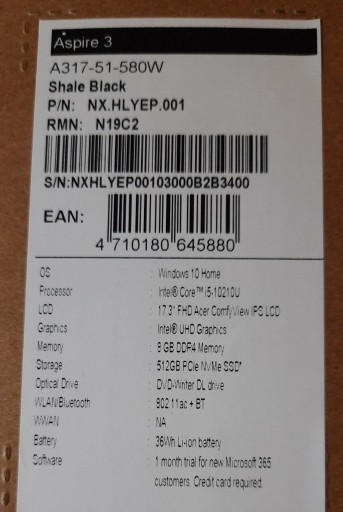 Aspire 3
A317-51-580W
Shale Black
P/N: NX.HLYEP.001
RMN: N19C2
S/N:NXHLYEP00103000B2B3400
EAN:
4 710180 645880
OS : Windows 10 Home
Processor : Intel® Core™ i5-10210U
LCD : 17.3" FHD Acer ComfyView IPS LCD
Graphics : Intel® UHD Graphics
Memory : 8 GB DDR4 Memory
Storage : 512GB PCIe NVMe SSD*
Optical Drive : DVD-Writer DL drive
WLAN/Bluetooth : 802.11ac + BT
WWAN : NA
Battery : 36Wh Li-ion battery
Software : 1 month trial for new Microsoft 365
customers. Credit card required.